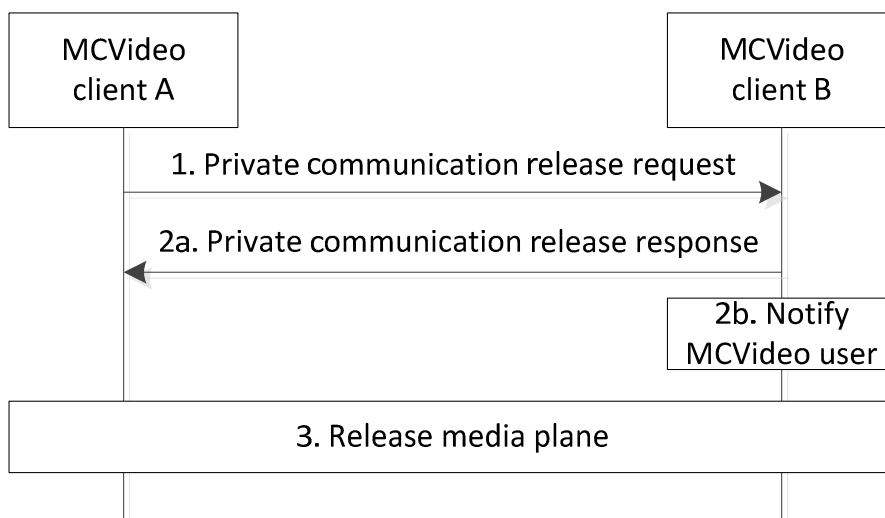 MCVideo
client A
MCVideo
client B
1. Private communication release request
2a. Private communication release response
2b. Notify
MCVideo user
3. Release media plane